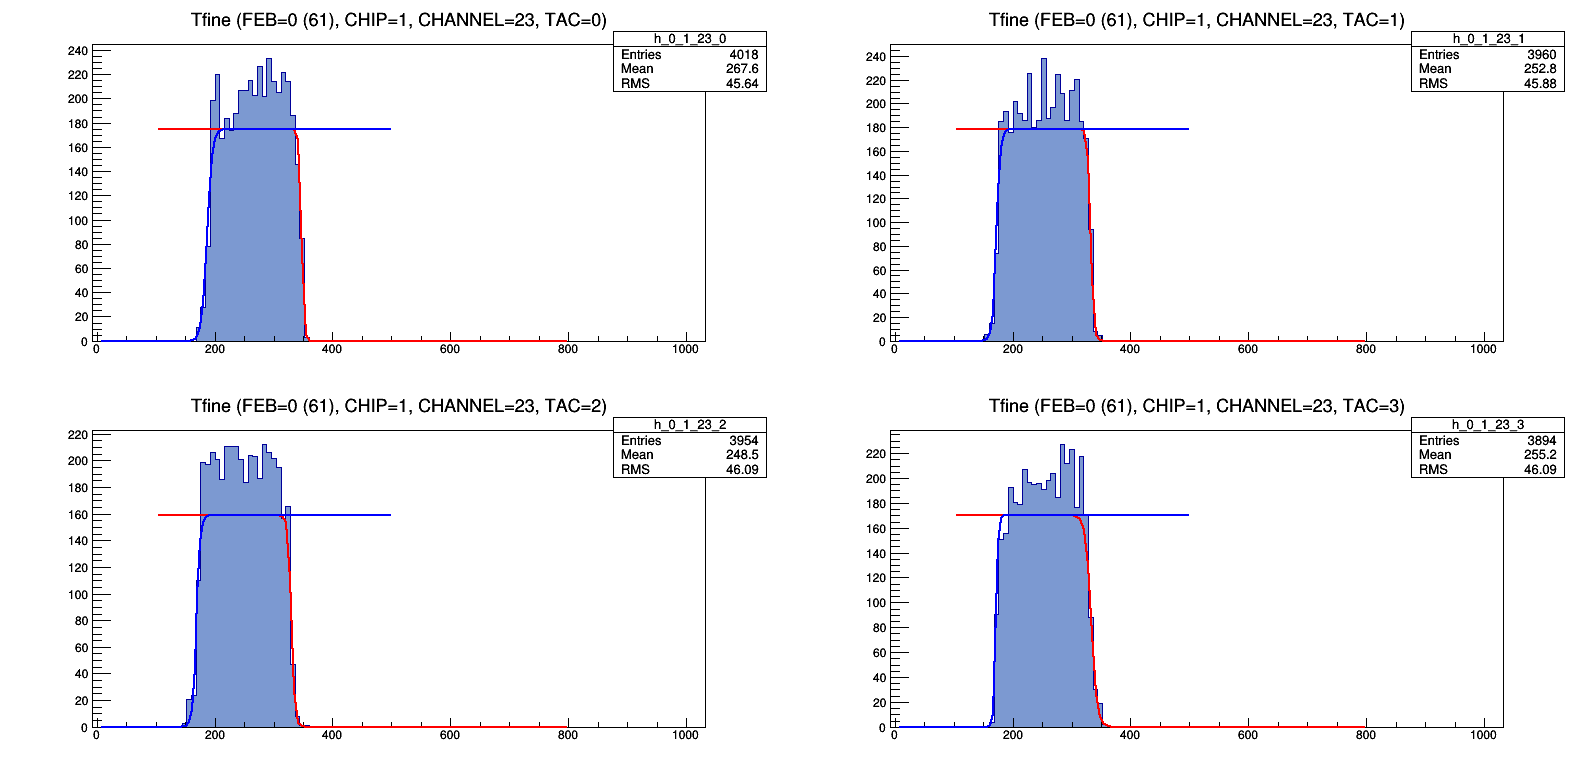 Tfine (FEB=0 (61), CHIP=1, CHANNEL=23, TAC=0)
h_0_1_23_0
Entries 4018
Mean 267.6
RMS 45.64
240
220
200
180
160
140
120
100
80
60
40
20
0
0 200 400 600 800 1000
Tfine (FEB=0 (61), CHIP=1, CHANNEL=23, TAC=1)
h_0_1_23_1
Entries 3960
Mean 252.8
RMS 45.88
240
220
200
180
160
140
120
100
80
60
40
20
0
0 200 400 600 800 1000
Tfine (FEB=0 (61), CHIP=1, CHANNEL=23, TAC=2)
h_0_1_23_2
Entries 3954
Mean 248.5
RMS 46.09
220
200
180
160
140
120
100
80
60
40
20
0
0 200 400 600 800 1000
Tfine (FEB=0 (61), CHIP=1, CHANNEL=23, TAC=3)
h_0_1_23_3
Entries 3894
Mean 255.2
RMS 46.09
220
200
180
160
140
120
100
80
60
40
20
0
0 200 400 600 800 1000